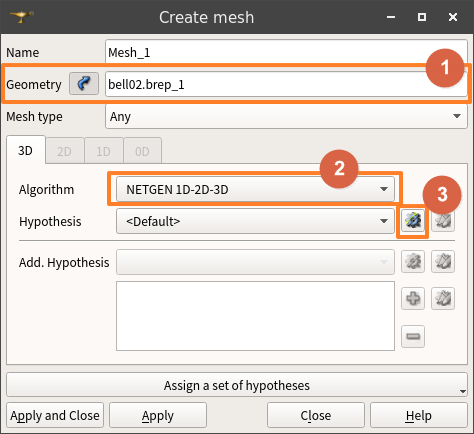 Create mesh
Name Mesh_1
1
Geometry bell02.brep_1
Mesh type Any
3D 2D 1D 0D
2
Algorithm NETGEN 1D-2D-3D
3
Hypothesis <Default>
Add. Hypothesis
Assign a set of hypotheses
Apply and Close Apply Close Help